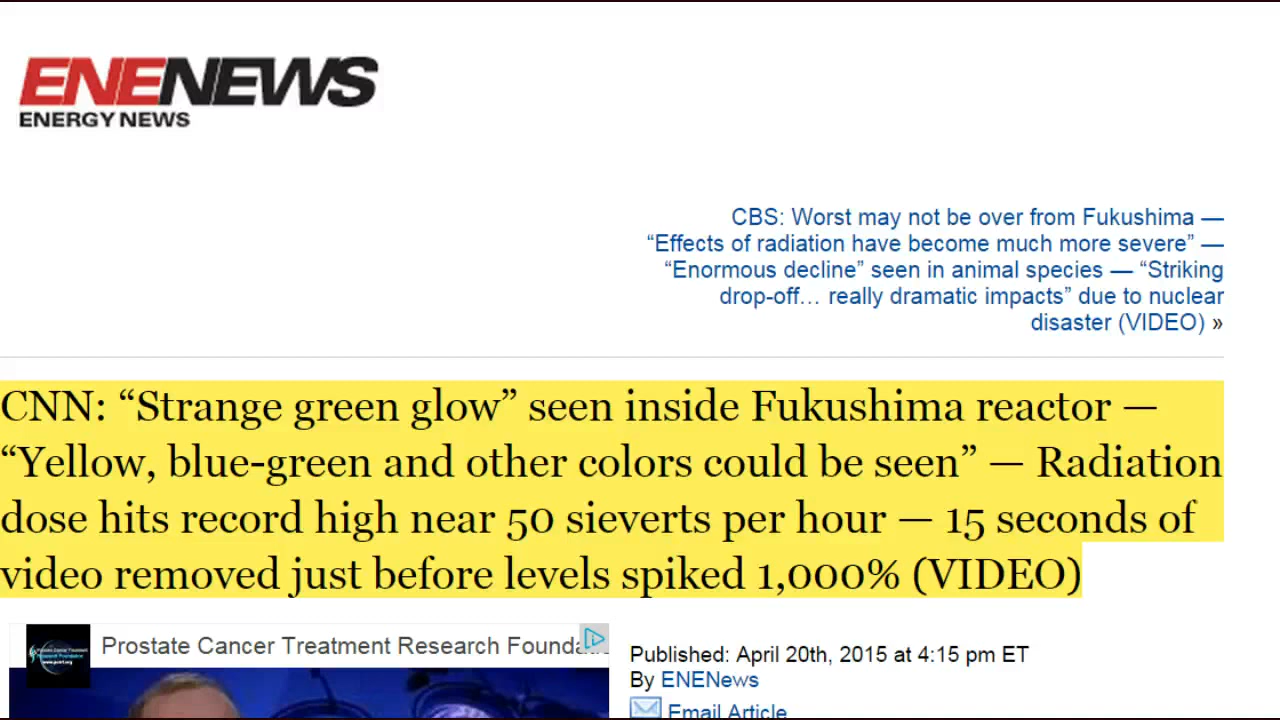 ENENEWS
ENERGY NEWS
CBS: Worst may not be over from Fukushima —
“Effects of radiation have become much more severe” —
“Enormous decline” seen in animal species — “Striking
drop-off… really dramatic impacts” due to nuclear
disaster (VIDEO) »
CNN: “Strange green glow” seen inside Fukushima reactor —
“Yellow, blue-green and other colors could be seen” — Radiation
dose hits record high near 50 sieverts per hour — 15 seconds of
video removed just before levels spiked 1,000% (VIDEO)
Prostate Cancer Treatment Research Founda
Published: April 20th, 2015 at 4:15 pm ET
By ENENews
Email Article